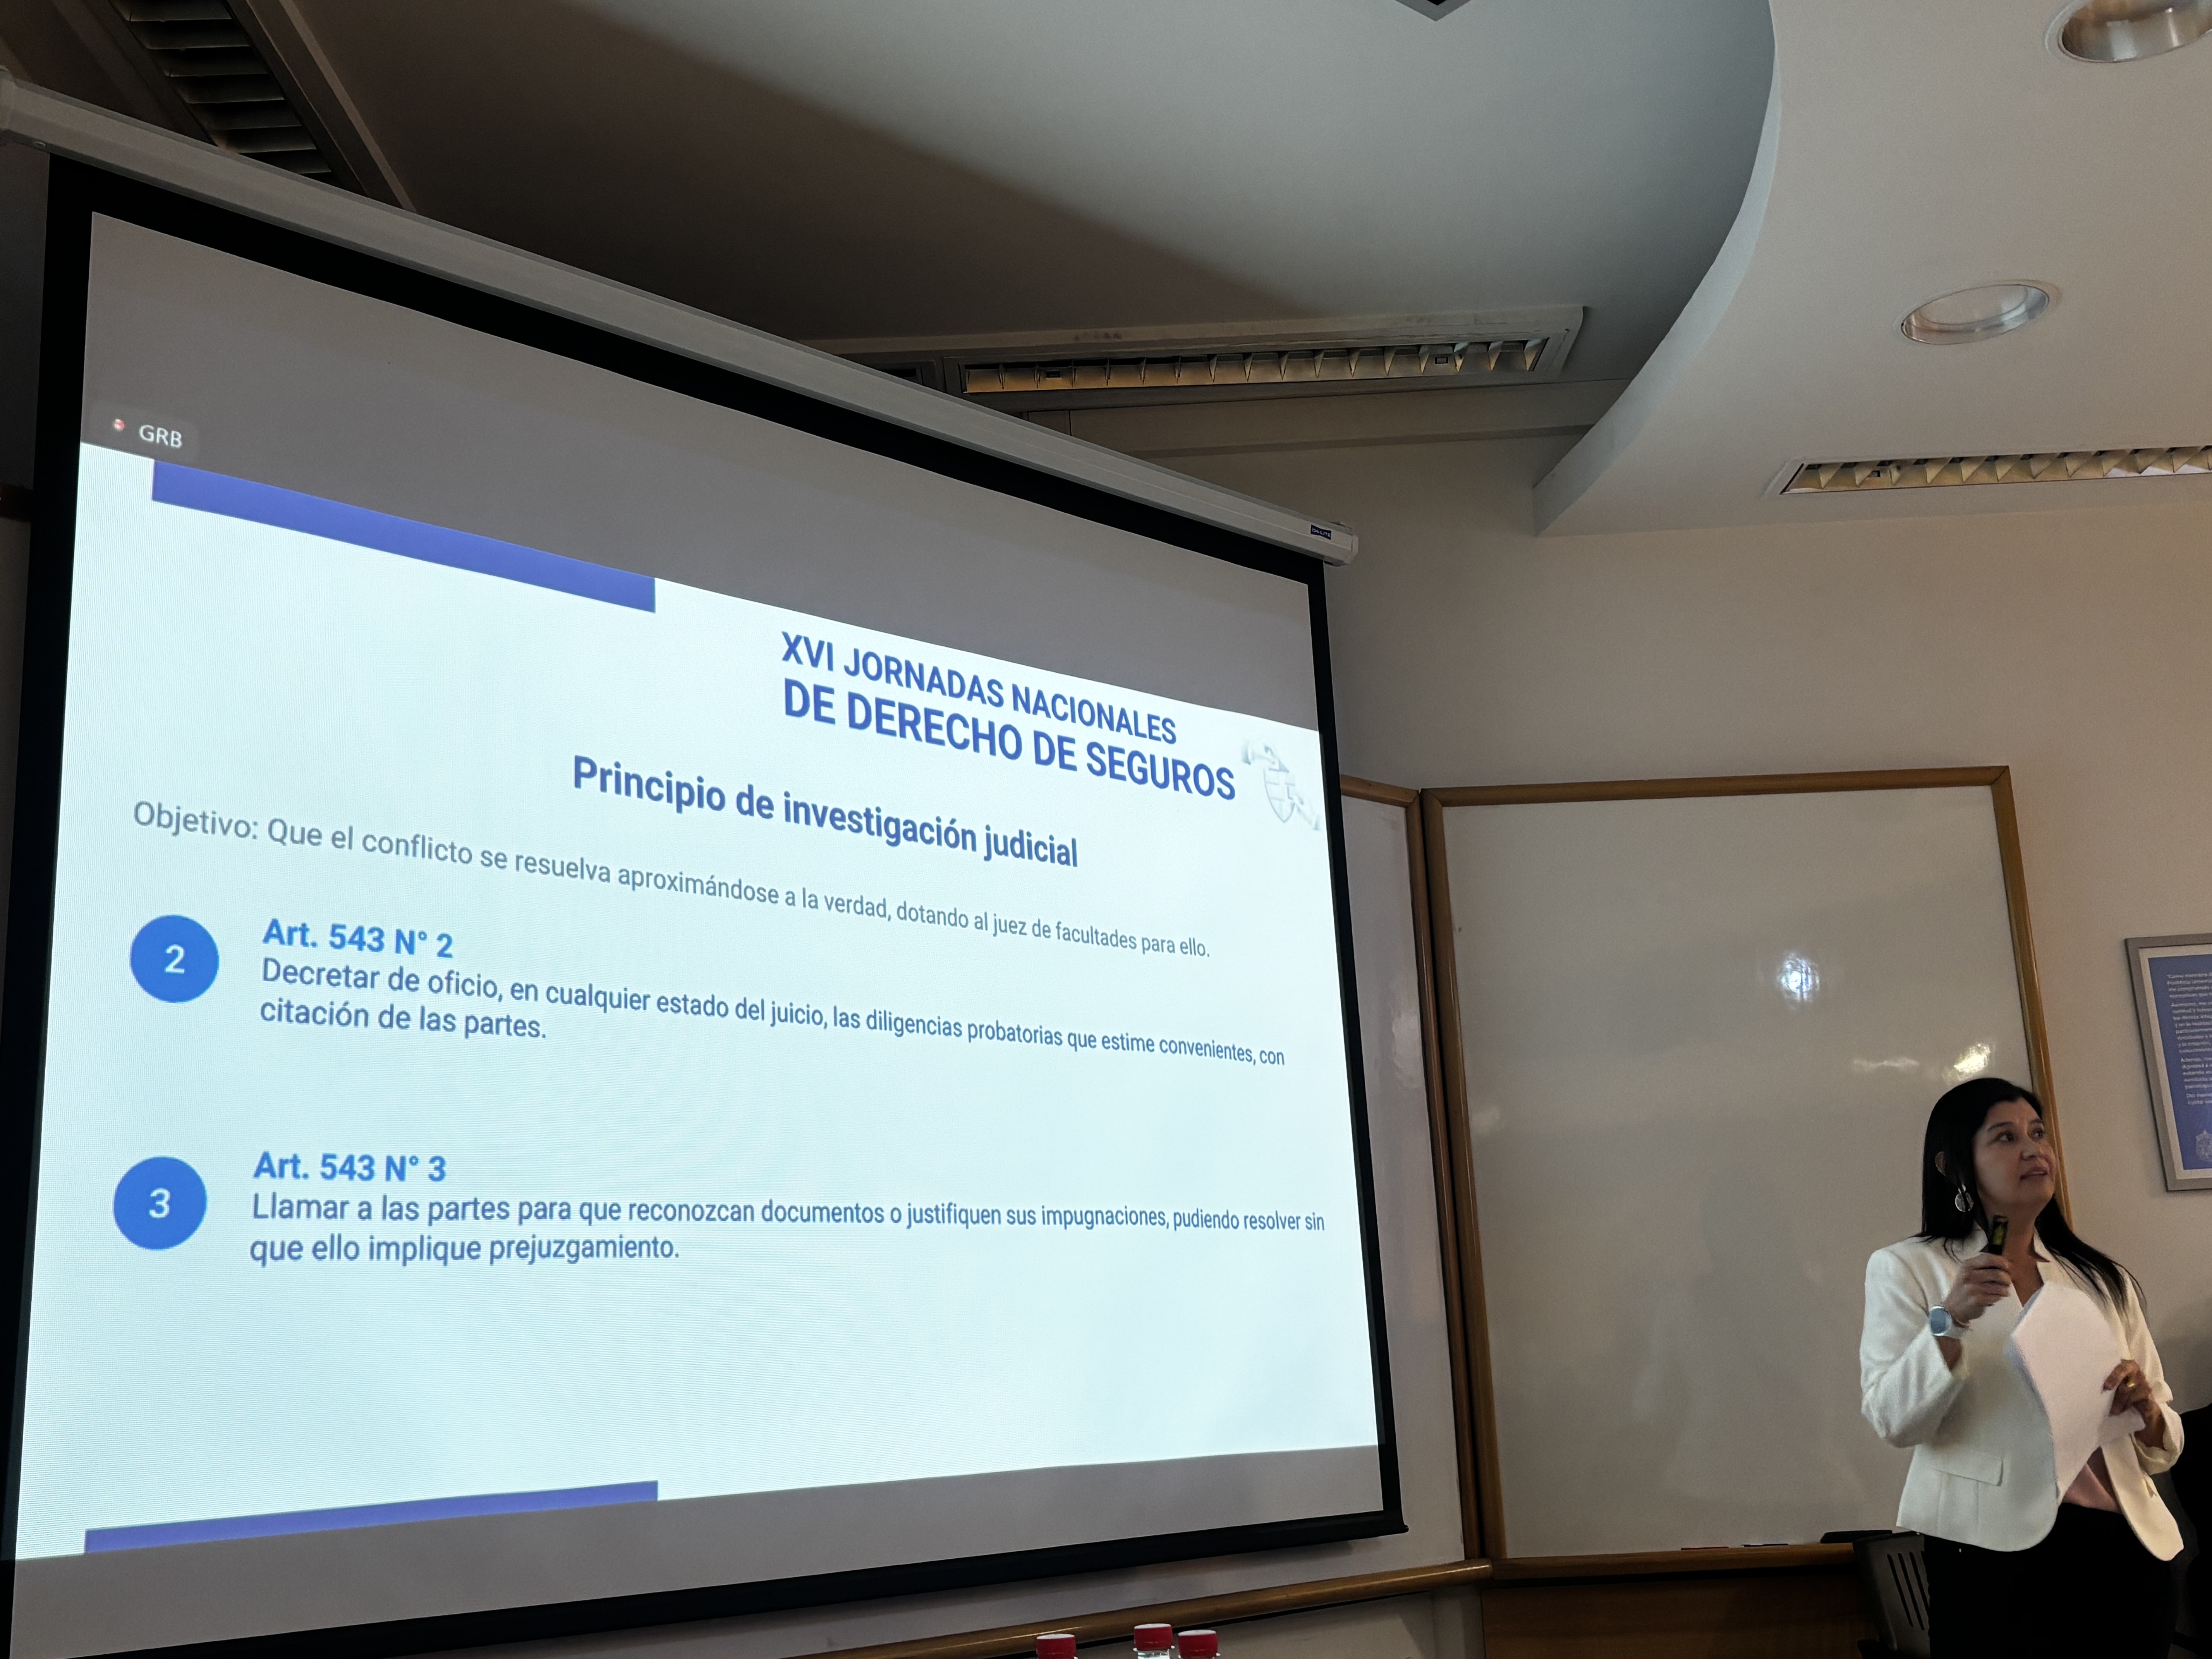 GRB
XVI JORNADAS NACIONALES
DE DERECHO DE SEGUROS
Principio de investigación judicial
Objetivo: Que el conflicto se resuelva aproximándose a la verdad, dotando al juez de facultades para ello.
2
Art. 543 N° 2
Decretar de oficio, en cualquier estado del juicio, las diligencias probatorias que estime convenientes, con
citación de las partes.
3
Art. 543 N° 3
Llamar a las partes para que reconozcan documentos o justifiquen sus impugnaciones, pudiendo resolver sin
que ello implique prejuzgamiento.